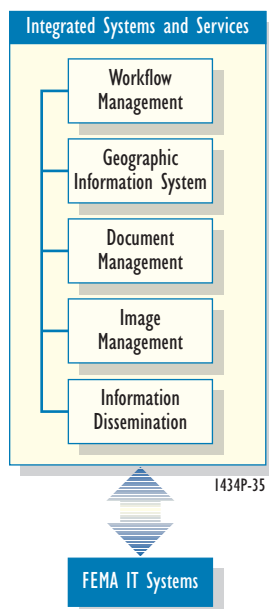 Integrated Systems and Services
Workflow
Management
Geographic
Information System
Document
Management
Image
Management
Information
Dissemination
1434P-35
FEMA IT Systems